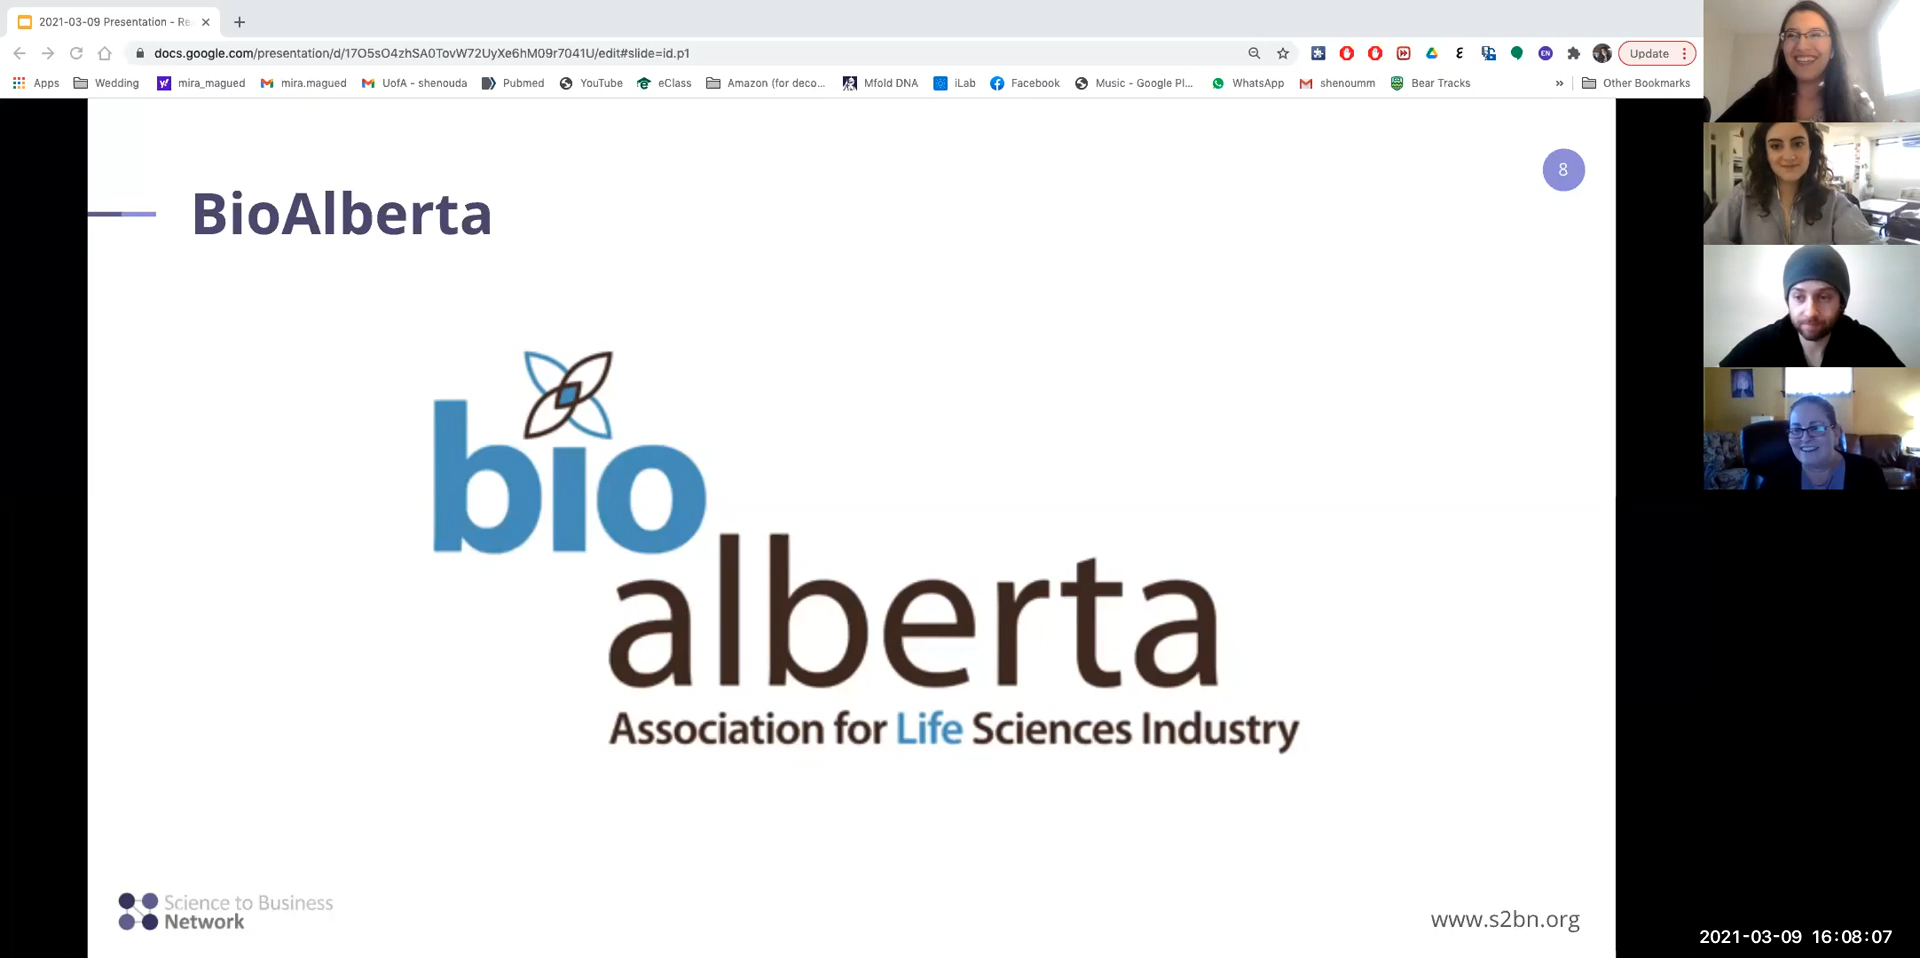 2021-03-09 Presentation - Re
docs.google.com/presentation/d/17O5sO4zhSA0TovW72UyXe6hM09r7041U/edit#slide=id.p1
EN
Update
Apps
Wedding
mira_magued
mira.magued
UofA - shenouda
Pubmed
YouTube
eClass
Amazon (for deco...
Mfold DNA
iLab
Facebook
Music - Google Pl...
WhatsApp
shenoumm
Bear Tracks
»
Other Bookmarks
8
BioAlberta
bio
alberta
Association for Life Sciences Industry
Science to Business
Network
www.s2bn.org
2021-03-09 16:08:07